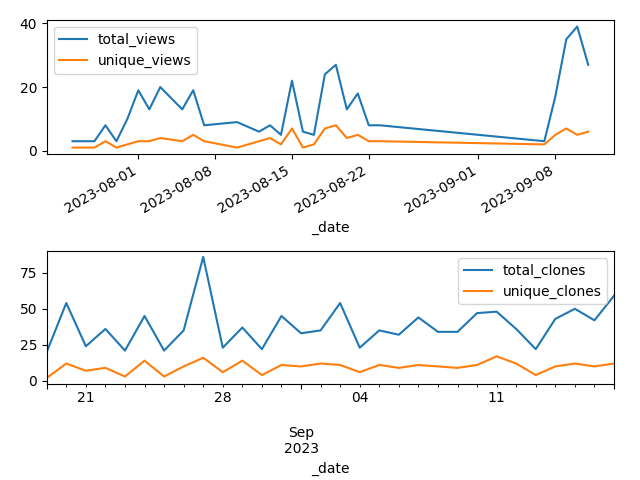 40
20
0
total_views
unique_views
2023-08-01
2023-08-08
2023-08-15
2023-08-22
2023-09-01
2023-09-08
_date
75
50
25
0
total_clones
unique_clones
21
28
04
11
Sep
2023
_date